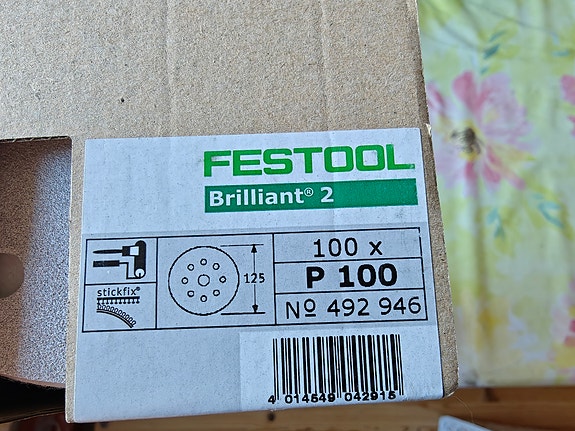 FESTOOL
Brilliant® 2
stickfix®
125
100 x
P 100
Nº 492 946
4 014549 042915